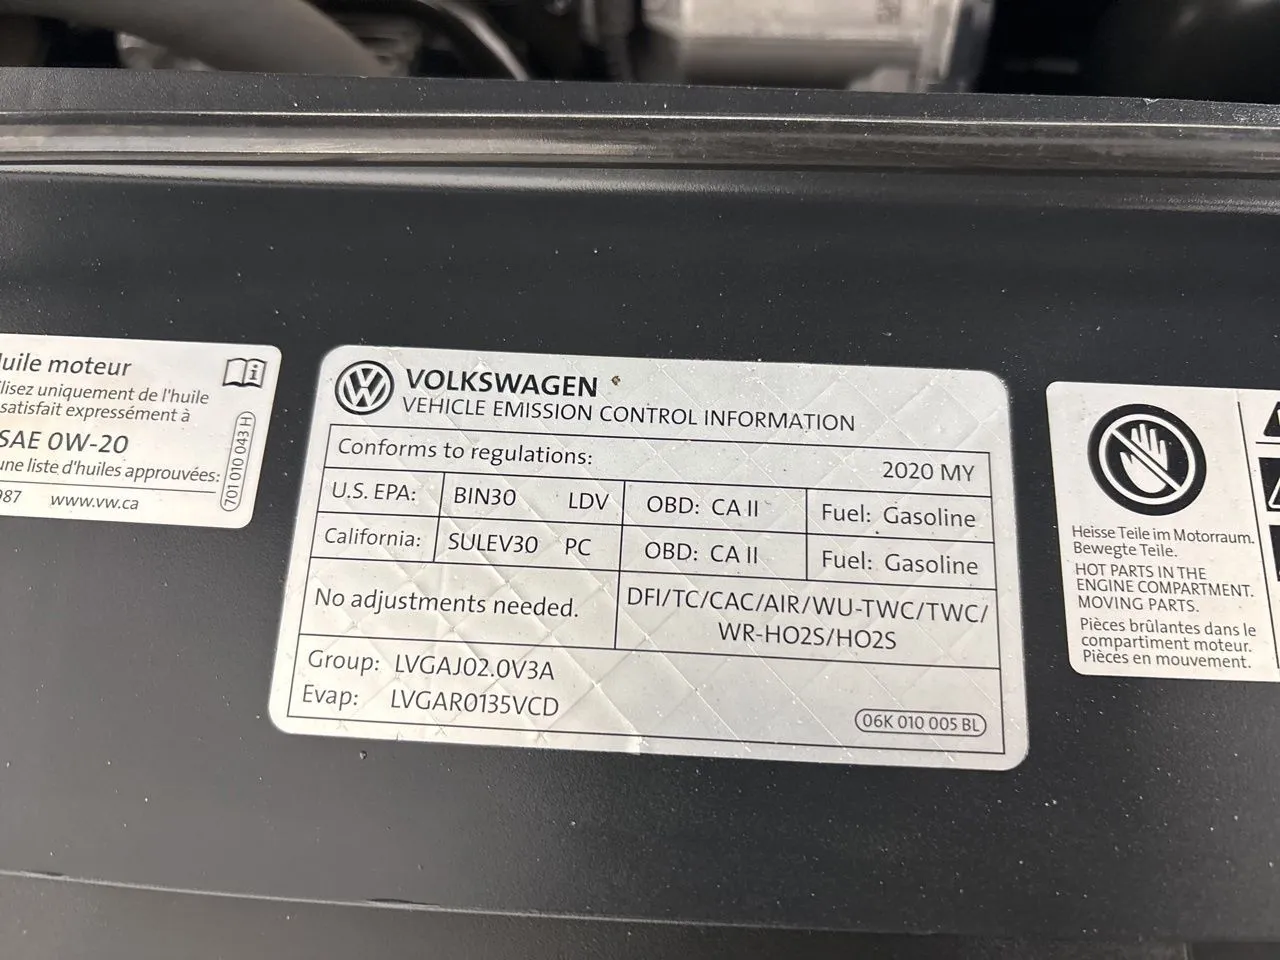 uile moteur
ilisez uniquement de l'huile
satisfait expressément à
SAE 0W-20
une liste d'huiles approuvées:
987 www.vw.ca
701 010 043 H
VOLKSWAGEN
VEHICLE EMISSION CONTROL INFORMATION
Conforms to regulations: 2020 MY
U.S. EPA: BIN30 LDV OBD: CA II Fuel: Gasoline
California: SULEV30 PC OBD: CA II Fuel: Gasoline
No adjustments needed.
DFI/TC/CAC/AIR/WU-TWC/TWC/
WR-HO2S/HO2S
Group: LVGAJ02.0V3A
Evap: LVGAR0135VCD
06K 010 005 BL
Heisse Teile im Motorraum.
Bewegte Teile.
HOT PARTS IN THE
ENGINE COMPARTMENT.
MOVING PARTS.
Pièces brûlantes dans le
compartiment moteur.
Pièces en mouvement.